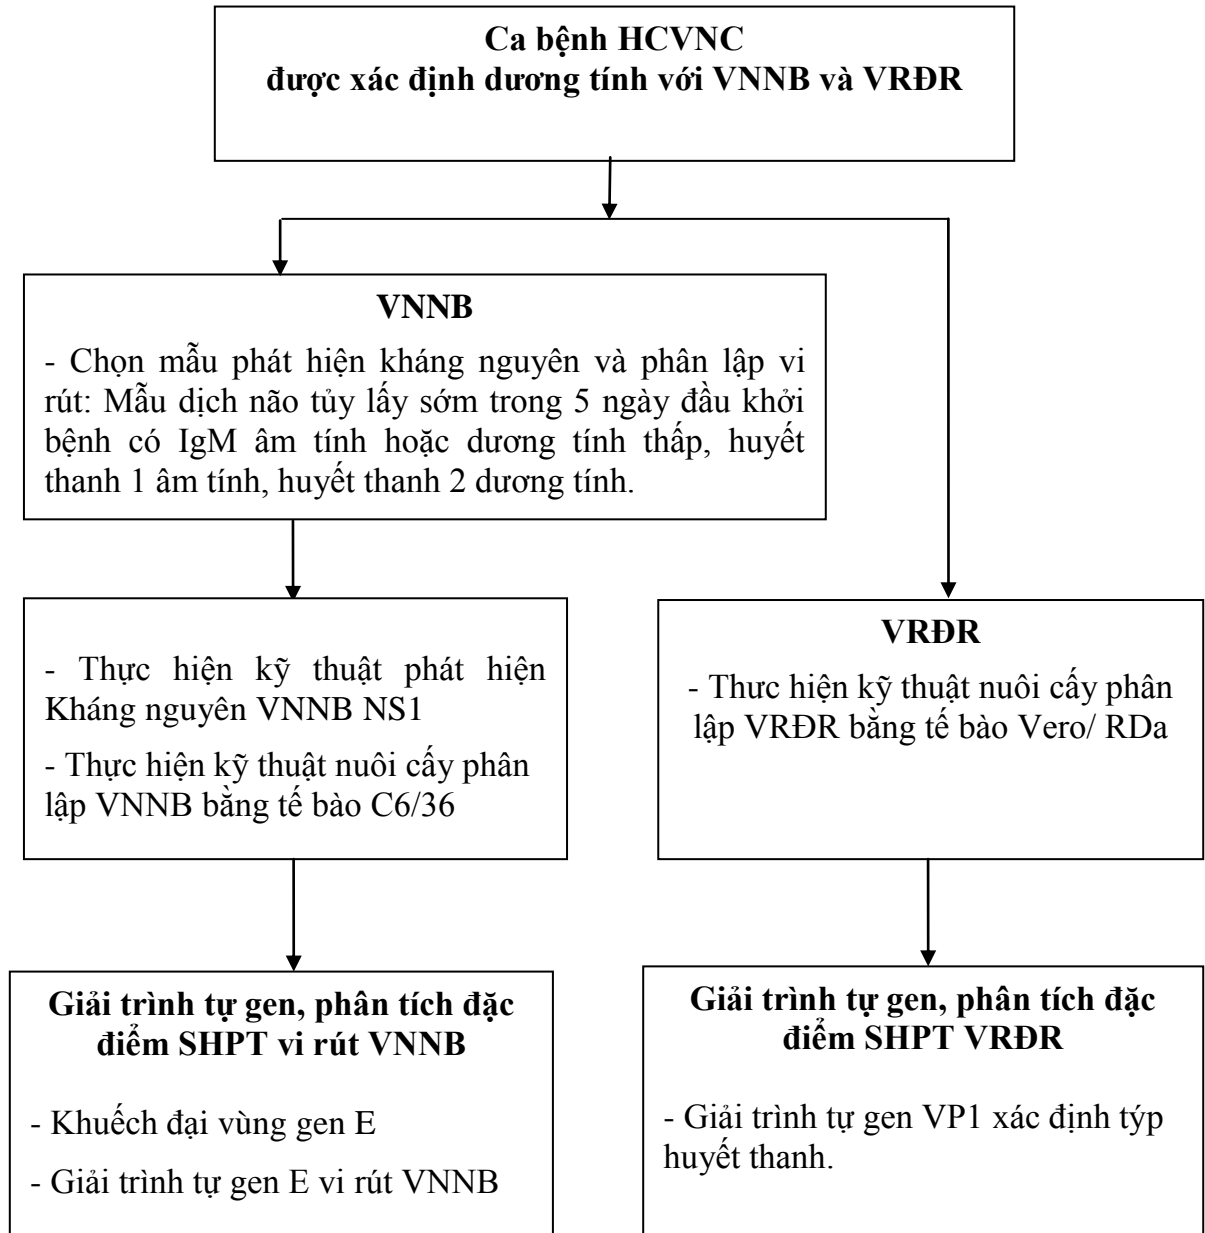 Ca bệnh HCVNC
được xác định dương tính với VNNB và VRĐR
VNNB
- Chọn mẫu phát hiện kháng nguyên và phân lập vi
rút: Mẫu dịch não tủy lấy sớm trong 5 ngày đầu khởi
bệnh có IgM âm tính hoặc dương tính thấp, huyết
thanh 1 âm tính, huyết thanh 2 dương tính.
- Thực hiện kỹ thuật phát hiện
Kháng nguyên VNNB NS1
- Thực hiện kỹ thuật nuôi cấy phân
lập VNNB bằng tế bào C6/36
VRĐR
- Thưc hiện kỹ thuật nuôi cấy phân
lập VRĐR bằng tế bào Vero/ RDa
Giải trình tự gen, phân tích đặc
điểm SHPT vi rút VNNB
- Khuếch đại vùng gen E
- Giải trình tự gen E vi rút VNNB
Giải trình tự gen, phân tích đặc
điểm SHPT VRĐR
- Giải trình tự gen VP1 xác định týp
huyết thanh.